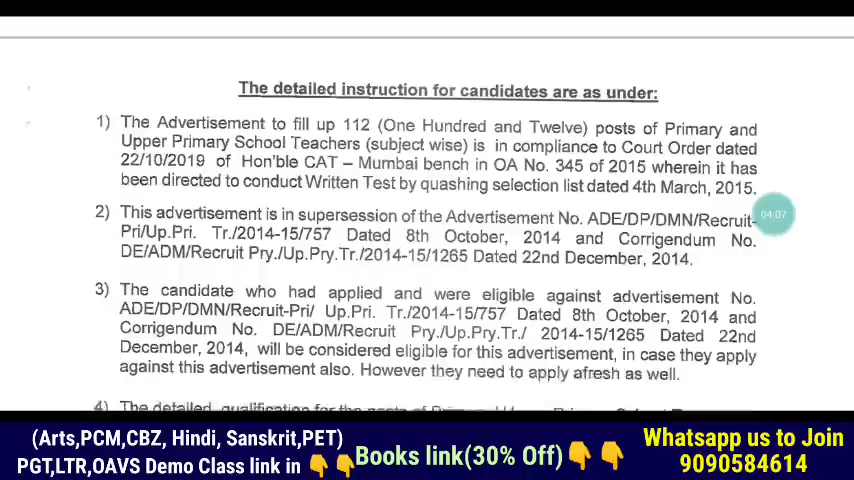 The detailed instruction for candidates are as under:
1) The Advertisement to fill up 112 (One Hundred and Twelve) posts of Primary and
Upper Primary School Teachers (subject wise) is in compliance to Court Order dated
22/10/2019 of Hon'ble CAT – Mumbai bench in OA No. 345 of 2015 wherein it has
been directed to conduct Written Test by quashing selection list dated 4th March, 2015.
2) This advertisement is in supersession of the Advertisement No. ADE/DP/DMN/Recruit-
Pri/Up.Pri. Tr./2014-15/757 Dated 8th October, 2014 and Corrigendum No.
DE/ADM/Recruit Pry./Up.Pry.Tr./2014-15/1265 Dated 22nd December, 2014.
04:07
3) The candidate who had applied and were eligible against advertisement No.
ADE/DP/DMN/Recruit-Pri/ Up.Pri. Tr./2014-15/757 Dated 8th October, 2014 and
Corrigendum No. DE/ADM/Recruit Pry./Up.Pry.Tr./ 2014-15/1265 Dated 22nd
December, 2014, will be considered eligible for this advertisement, in case they apply
against this advertisement also. However they need to apply afresh as well.
4) The detailed qualification for the posts of
(Arts,PCM,CBZ, Hindi, Sanskrit,PET)
PGT,LTR,OAVS Demo Class link in 👇👇
Books link(30% Off)👇👇
Whatsapp us to Join
9090584614